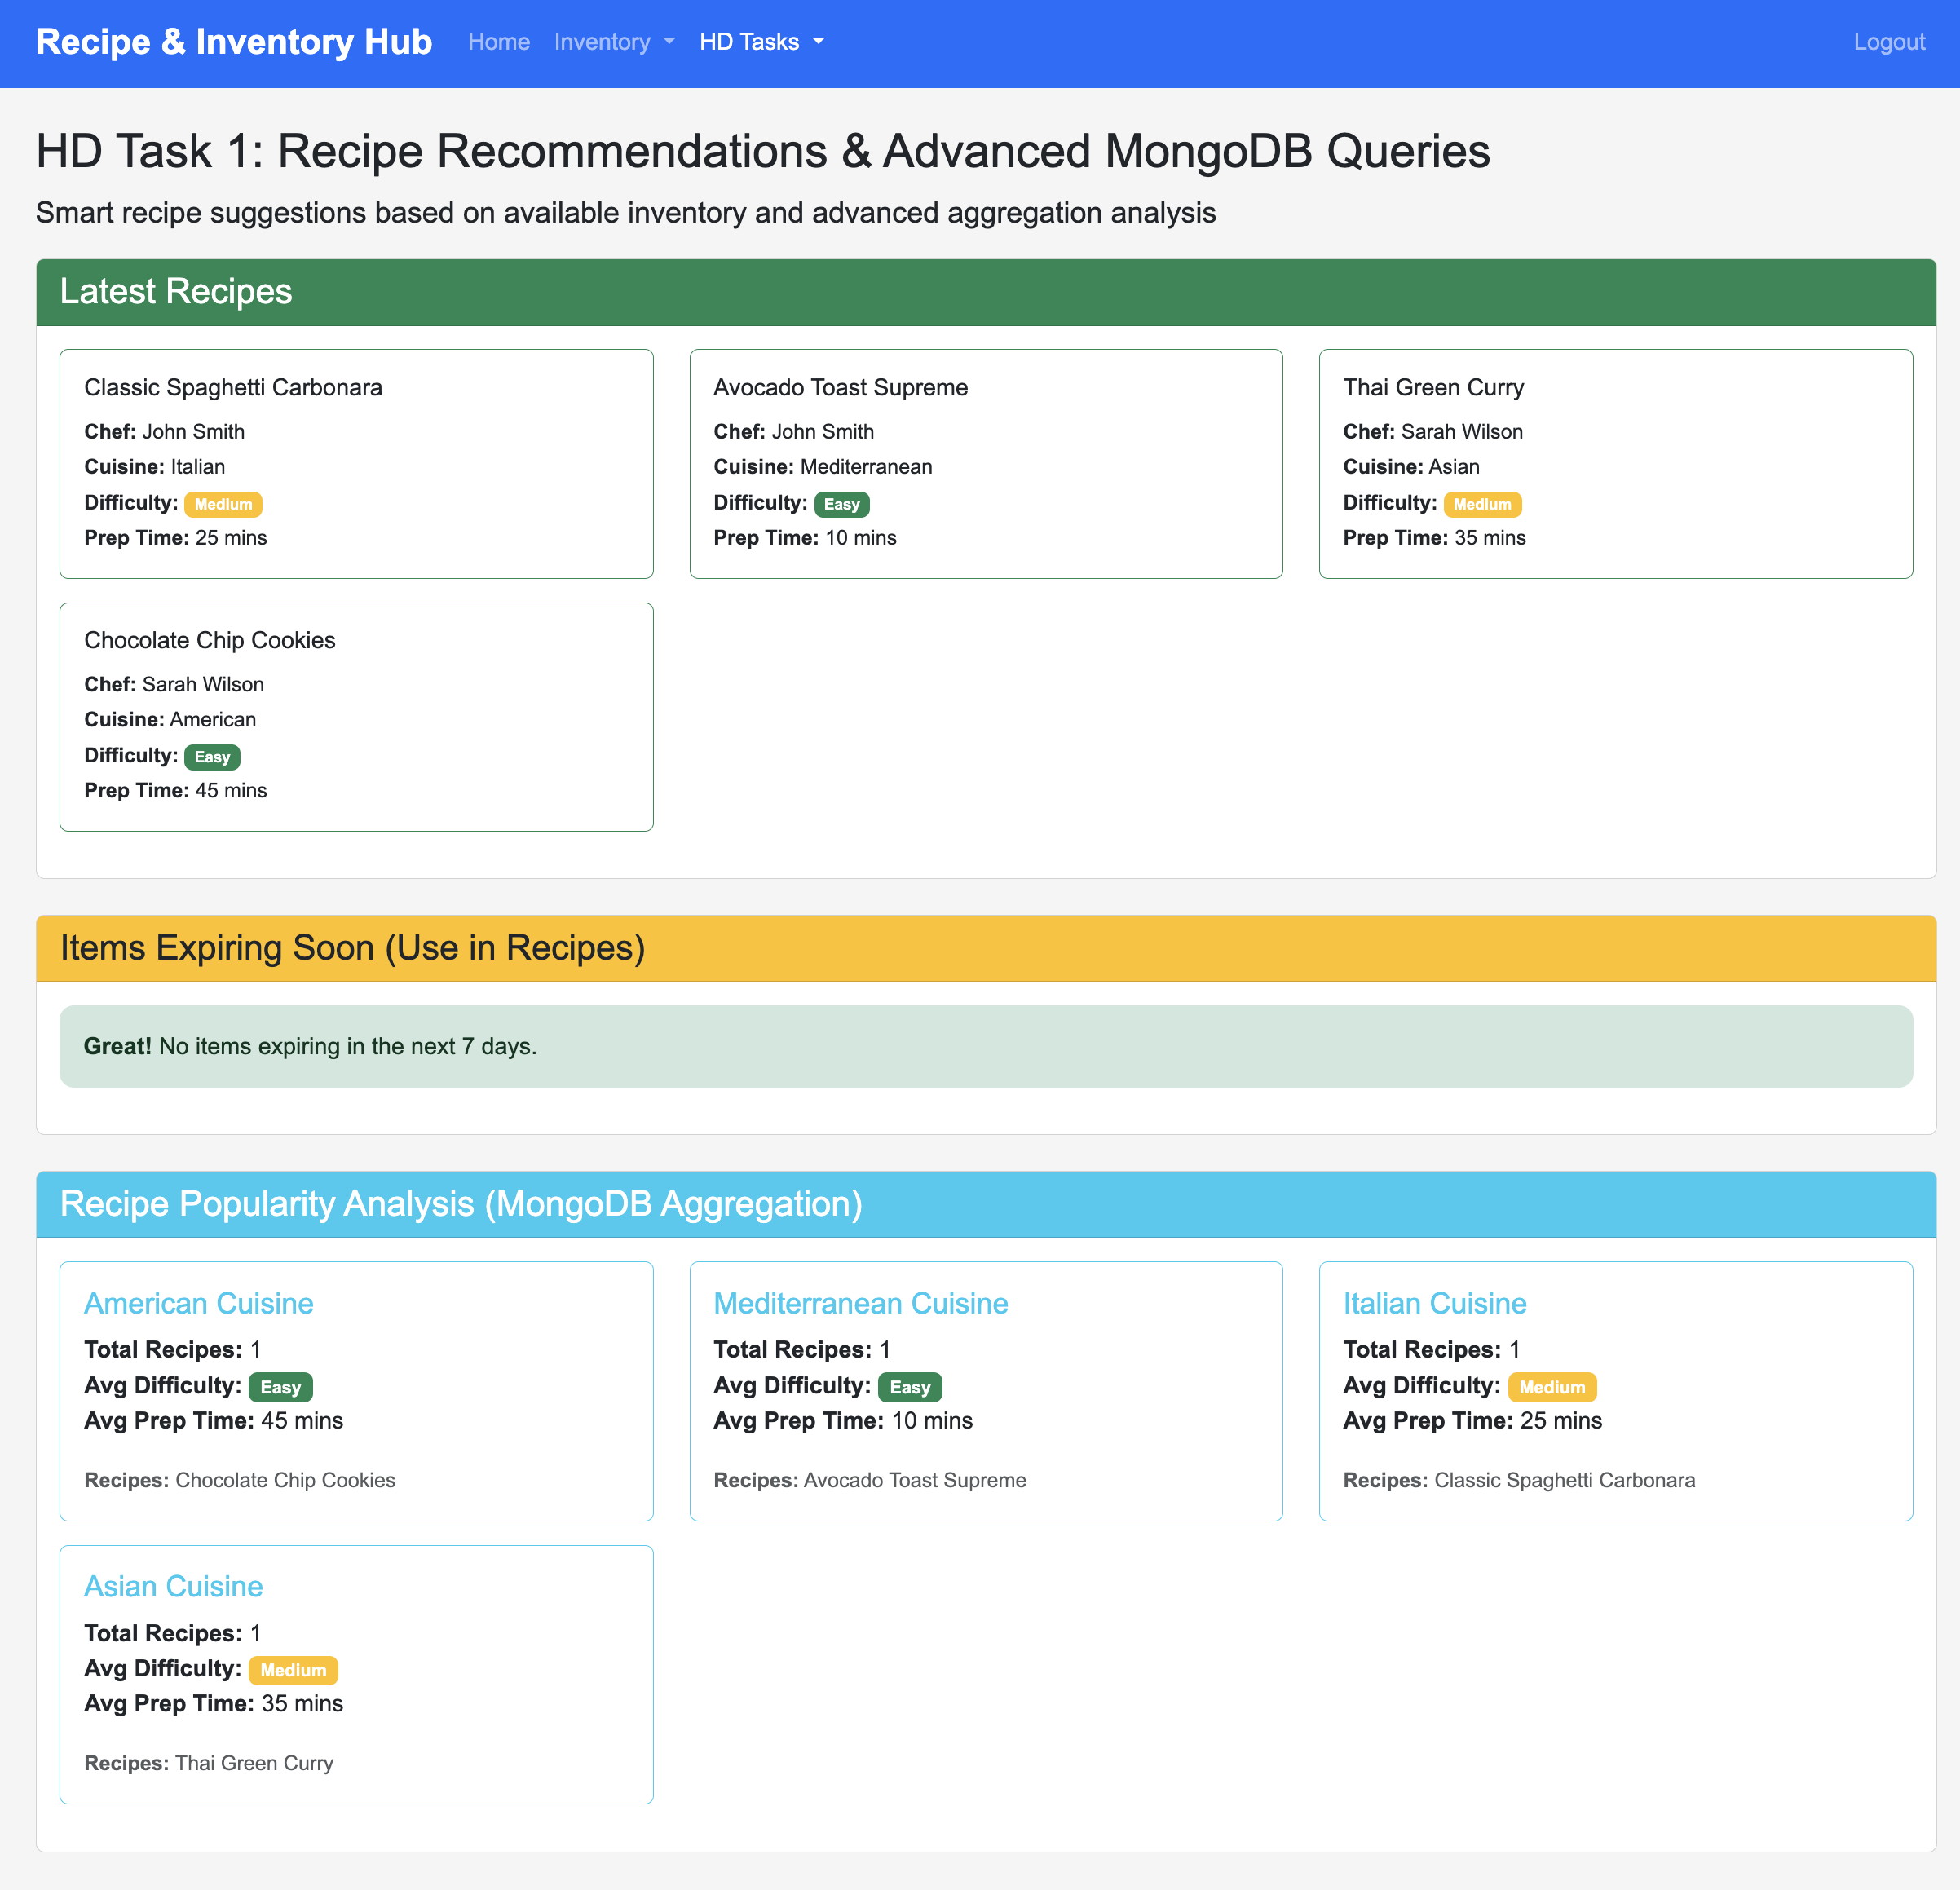 Recipe & Inventory Hub Home Inventory HD Tasks Logout
HD Task 1: Recipe Recommendations & Advanced MongoDB Queries
Smart recipe suggestions based on available inventory and advanced aggregation analysis
Latest Recipes
Classic Spaghetti Carbonara
Chef: John Smith
Cuisine: Italian
Difficulty: Medium
Prep Time: 25 mins
Avocado Toast Supreme
Chef: John Smith
Cuisine: Mediterranean
Difficulty: Easy
Prep Time: 10 mins
Thai Green Curry
Chef: Sarah Wilson
Cuisine: Asian
Difficulty: Medium
Prep Time: 35 mins
Chocolate Chip Cookies
Chef: Sarah Wilson
Cuisine: American
Difficulty: Easy
Prep Time: 45 mins
Items Expiring Soon (Use in Recipes)
Great! No items expiring in the next 7 days.
Recipe Popularity Analysis (MongoDB Aggregation)
American Cuisine
Total Recipes: 1
Avg Difficulty: Easy
Avg Prep Time: 45 mins
Recipes: Chocolate Chip Cookies
Mediterranean Cuisine
Total Recipes: 1
Avg Difficulty: Easy
Avg Prep Time: 10 mins
Recipes: Avocado Toast Supreme
Italian Cuisine
Total Recipes: 1
Avg Difficulty: Medium
Avg Prep Time: 25 mins
Recipes: Classic Spaghetti Carbonara
Asian Cuisine
Total Recipes: 1
Avg Difficulty: Medium
Avg Prep Time: 35 mins
Recipes: Thai Green Curry